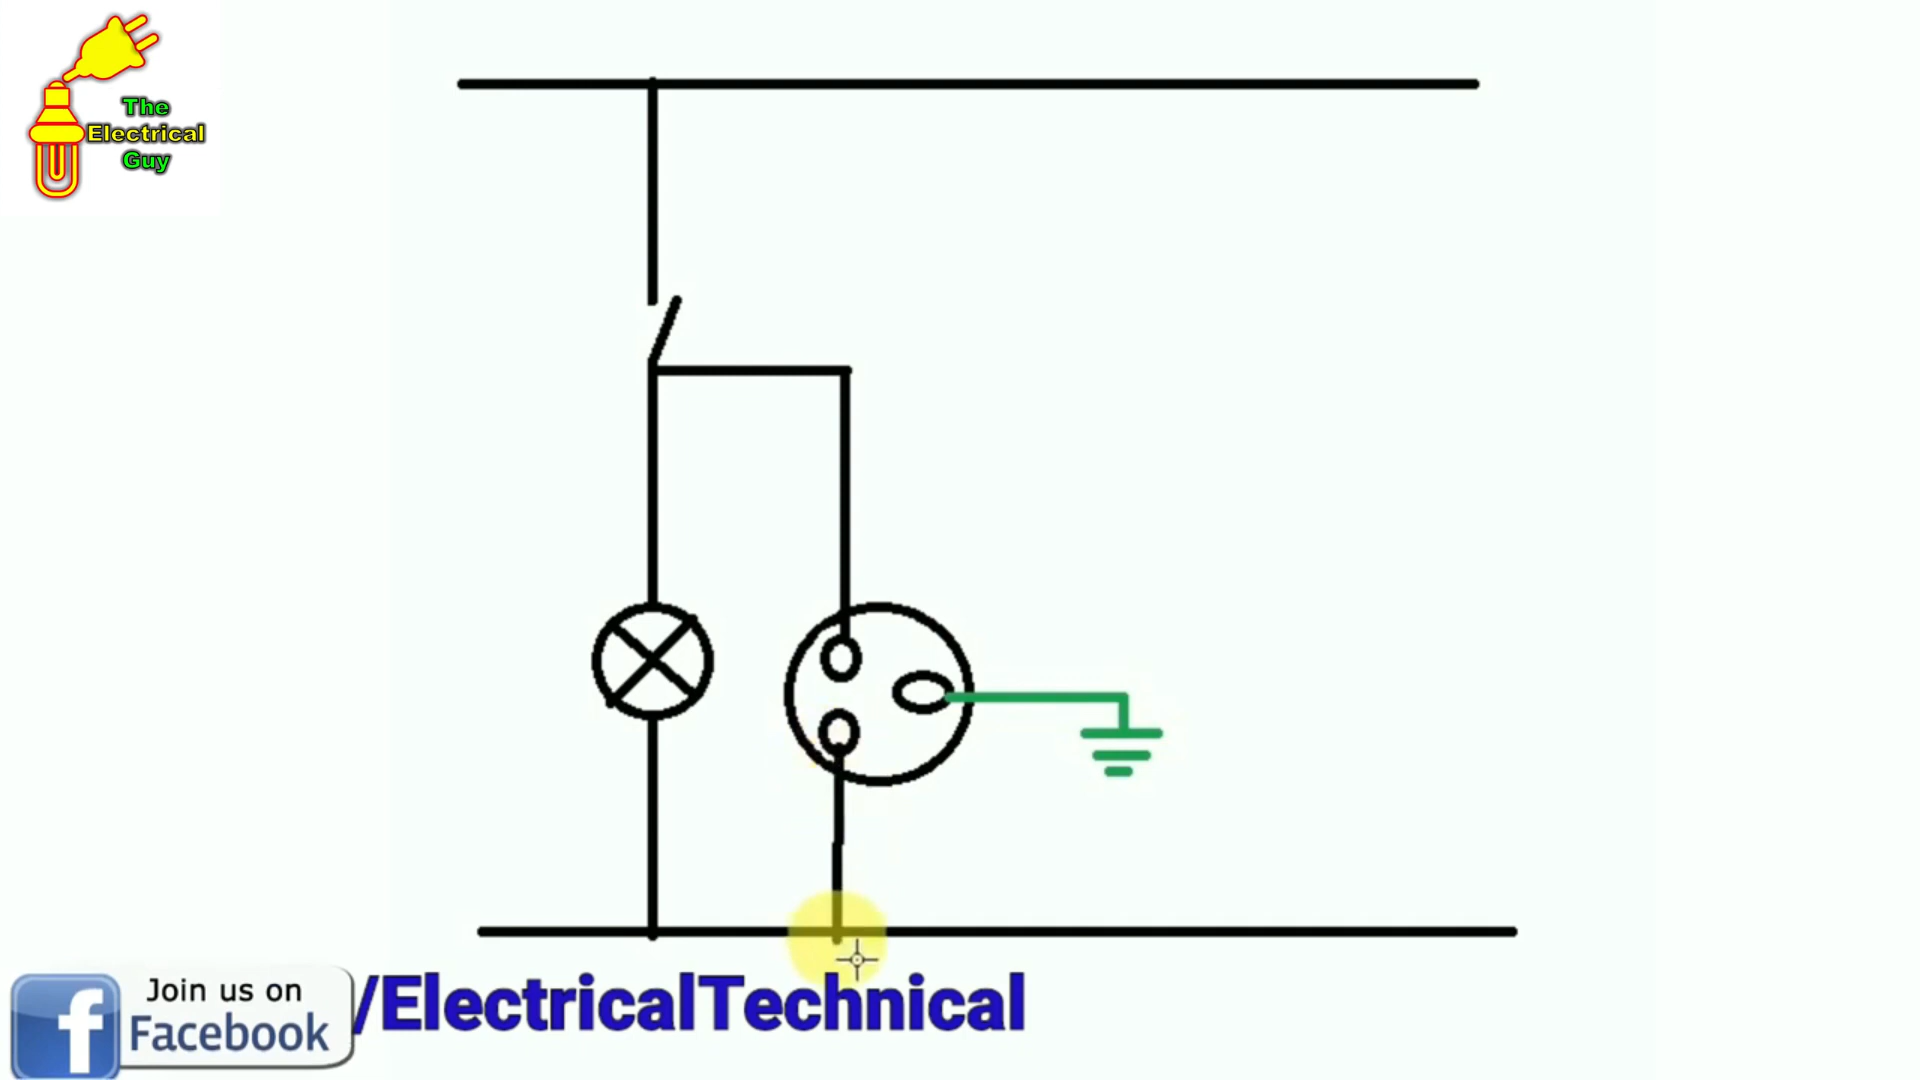 The
Electrical
Guy
Join us on
Facebook
/ElectricalTechnical